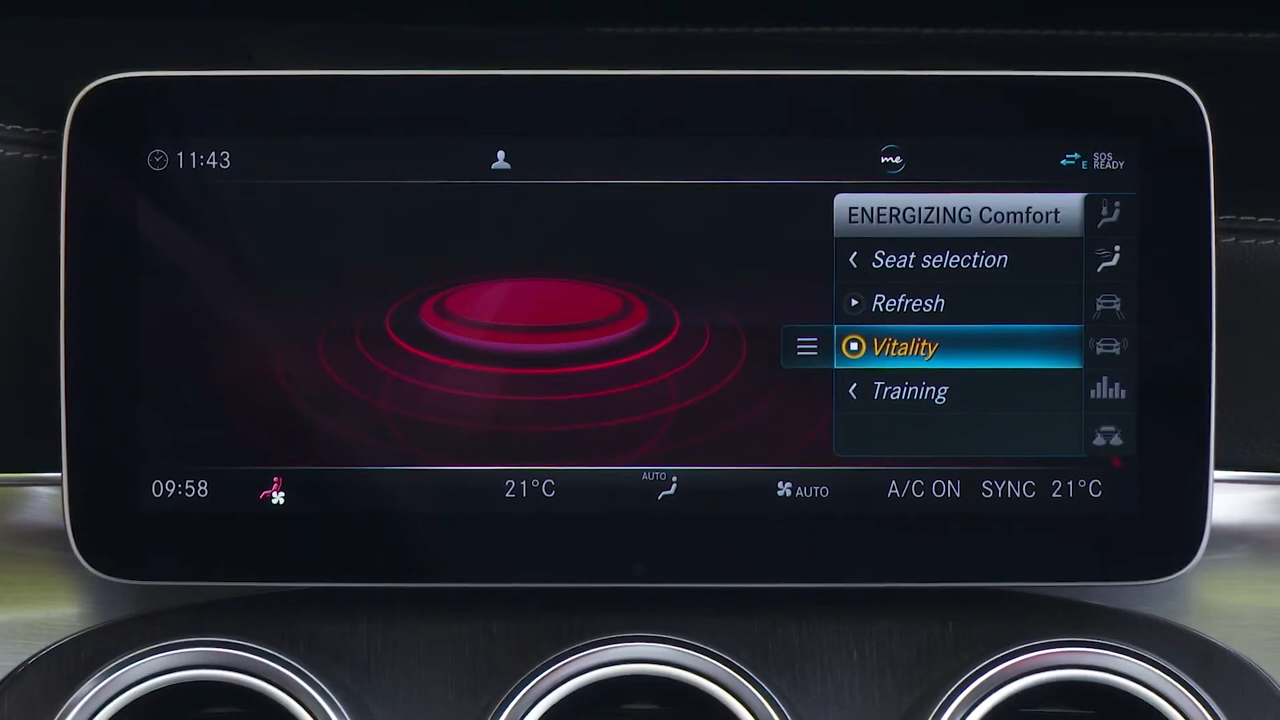 11:43
me
E SOS READY
ENERGIZING Comfort
Seat selection
Refresh
Vitality
Training
09:58
21°C
AUTO
AUTO
A/C ON
SYNC
21°C